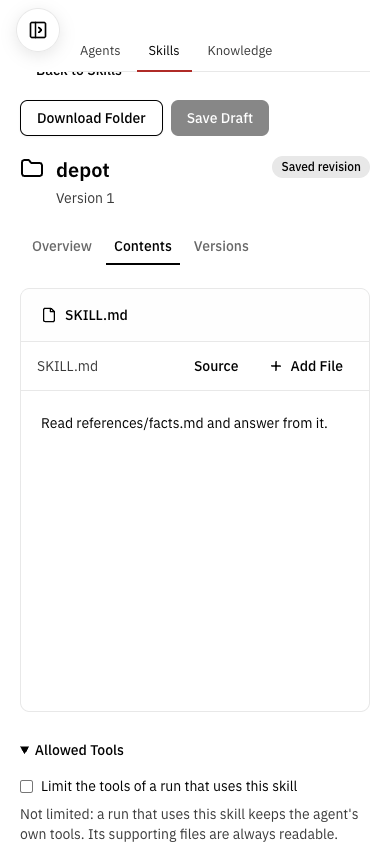 Agents Skills Knowledge
Back to Skills
Download Folder Save Draft
depot Saved revision
Version 1
Overview Contents Versions
SKILL.md
SKILL.md Source + Add File
Read references/facts.md and answer from it.
▼ Allowed Tools
Limit the tools of a run that uses this skill
Not limited: a run that uses this skill keeps the agent's
own tools. Its supporting files are always readable.